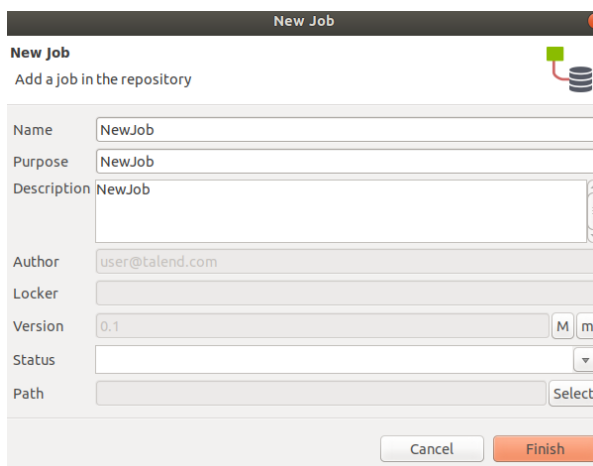 New Job
New Job
Add a job in the repository
Name NewJob
Purpose NewJob
Description NewJob
Author user@talend.com
Locker
Version 0.1 M m
Status
Path Select
Cancel Finish